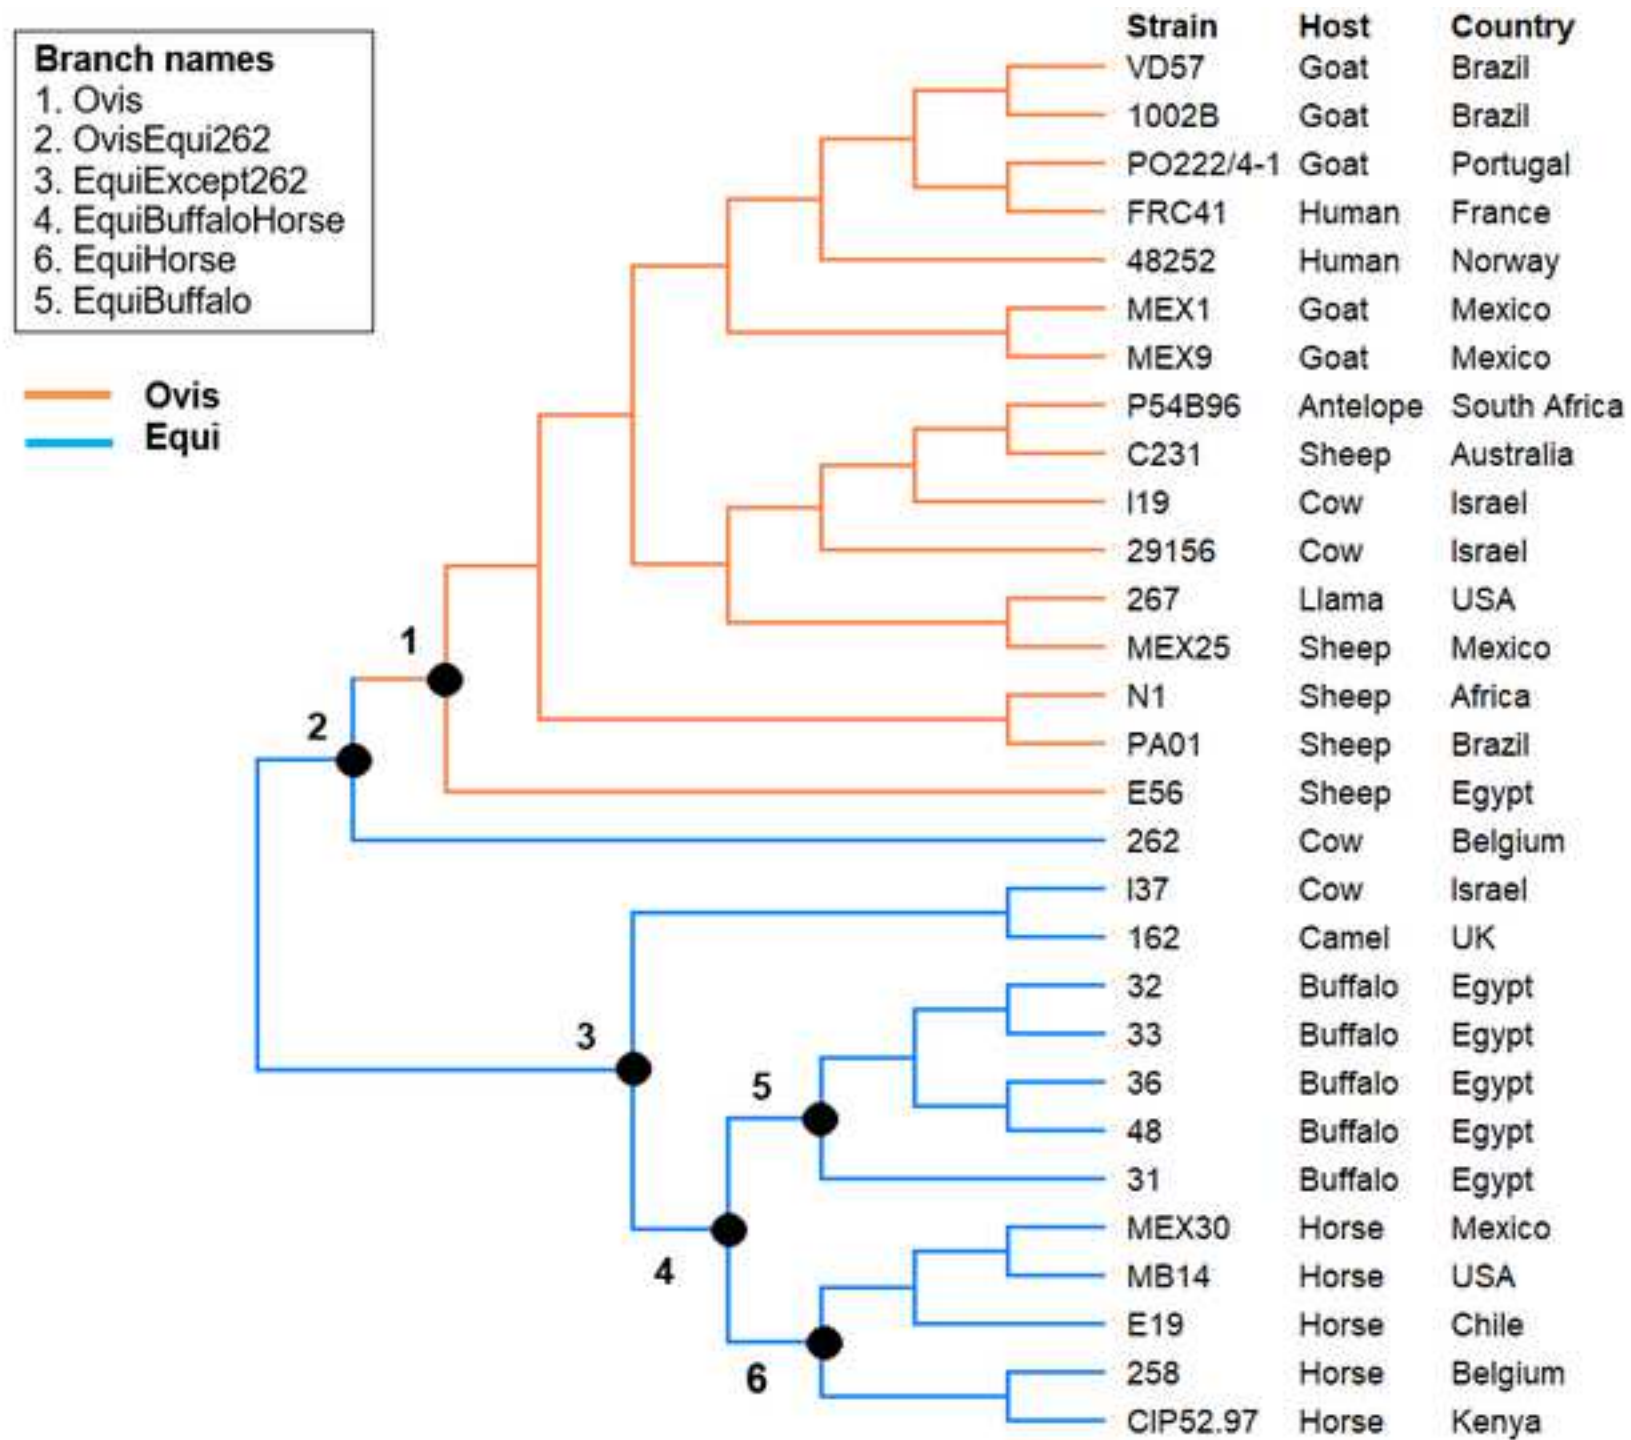 Branch names
1. Ovis
2. OvisEqui262
3. EquiExcept262
4. EquiBuffaloHorse
6. EquiHorse
5. EquiBuffalo
Ovis
Equi
Strain Host Country
VD57 Goat Brazil
1002B Goat Brazil
PO222/4-1 Goat Portugal
FRC41 Human France
48252 Human Norway
MEX1 Goat Mexico
MEX9 Goat Mexico
P54B96 Antelope South Africa
C231 Sheep Australia
I19 Cow Israel
29156 Cow Israel
267 Llama USA
MEX25 Sheep Mexico
N1 Sheep Africa
PA01 Sheep Brazil
E56 Sheep Egypt
262 Cow Belgium
I37 Cow Israel
162 Camel UK
32 Buffalo Egypt
33 Buffalo Egypt
36 Buffalo Egypt
48 Buffalo Egypt
31 Buffalo Egypt
MEX30 Horse Mexico
MB14 Horse USA
E19 Horse Chile
258 Horse Belgium
CIP52.97 Horse Kenya
1
2
3
5
4
6